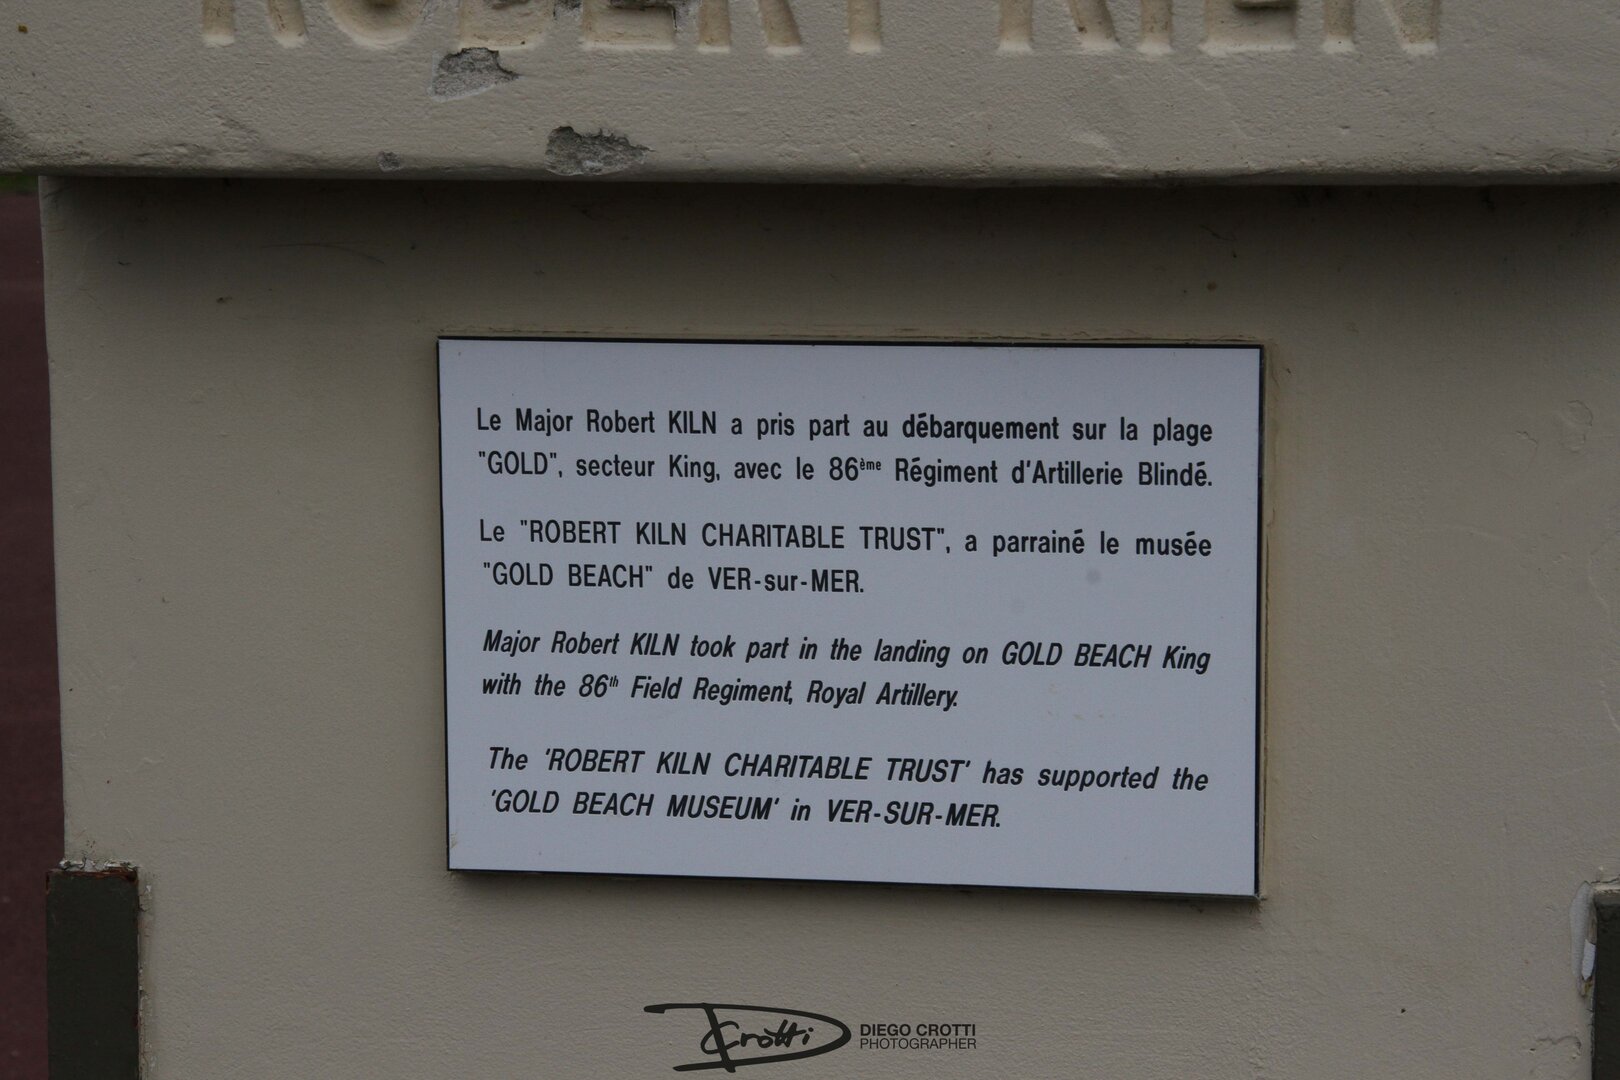 ROBERT KILN
Le Major Robert KILN a pris part au débarquement sur la plage
"GOLD", secteur King, avec le 86ème Régiment d'Artillerie Blindé.
Le "ROBERT KILN CHARITABLE TRUST", a parrainé le musée
"GOLD BEACH" de VER-sur-MER.
Major Robert KILN took part in the landing on GOLD BEACH King
with the 86th Field Regiment, Royal Artillery.
The 'ROBERT KILN CHARITABLE TRUST' has supported the
'GOLD BEACH MUSEUM' in VER-SUR-MER.
DCrotti
DIEGO CROTTI
PHOTOGRAPHER